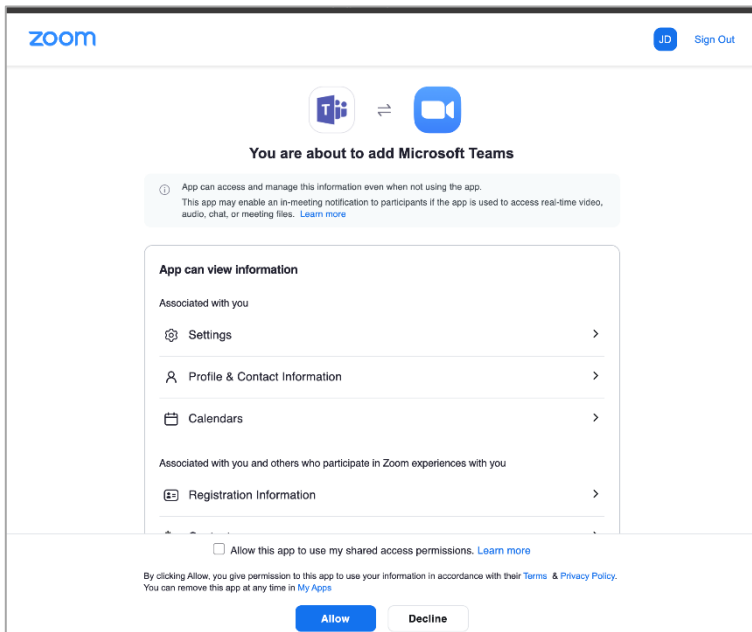 zoom
JD
Sign Out
T
You are about to add Microsoft Teams
App can access and manage this information even when not using the app.
This app may enable an in-meeting notification to participants if the app is used to access real-time video,
audio, chat, or meeting files. Learn more
App can view information
Associated with you
Settings
Profile & Contact Information
Calendars
Associated with you and others who participate in Zoom experiences with you
Registration Information
Allow this app to use my shared access permissions. Learn more
By clicking Allow, you give permission to this app to use your information in accordance with their Terms & Privacy Policy.
You can remove this app at any time in My Apps
Allow
Decline